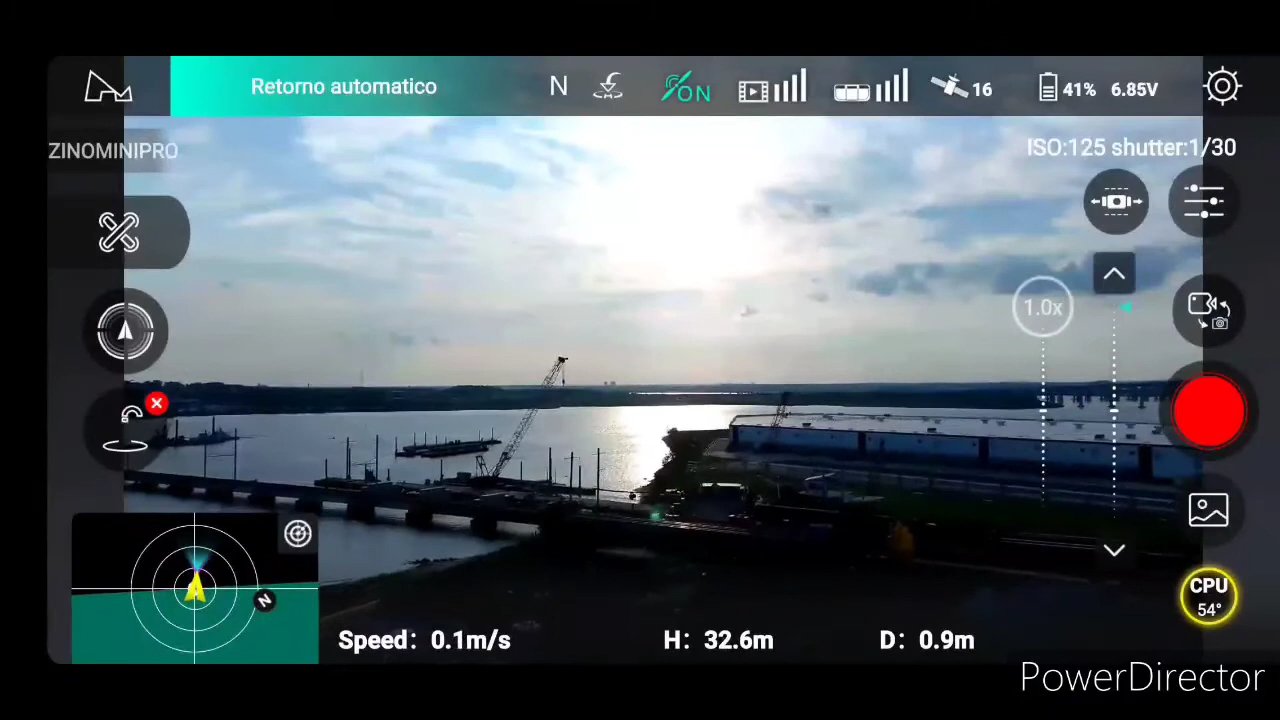 Retorno automatico
N
ON
16
41% 6.85V
ZINOMINIPRO
ISO:125 shutter:1/30
1.0x
N
CPU
54°
Speed: 0.1m/s
H: 32.6m
D: 0.9m
PowerDirector